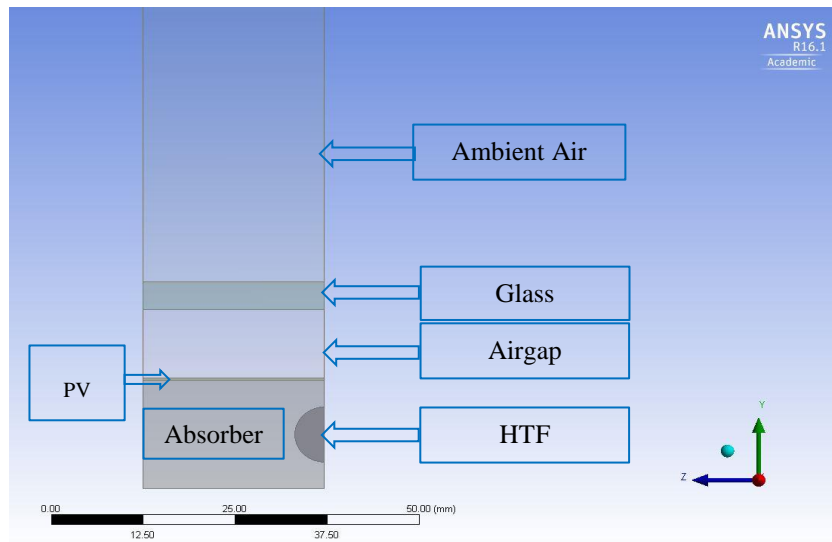 ANSYS
R16.1
Academic
Ambient Air
Glass
Airgap
PV
Absorber
HTF
Y
Z
0.00 25.00 50.00 (mm)
12.50 37.50